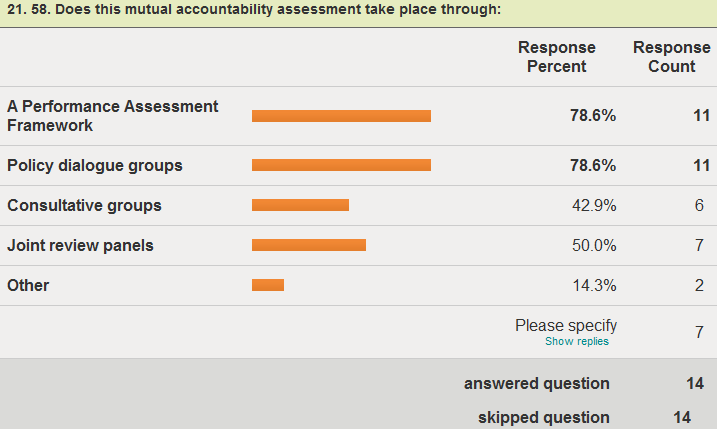 21. 58. Does this mutual accountability assessment take place through:
Response Percent Response Count
A Performance Assessment Framework 78.6% 11
Policy dialogue groups 78.6% 11
Consultative groups 42.9% 6
Joint review panels 50.0% 7
Other 14.3% 2
Please specify 7
Show replies
answered question 14
skipped question 14